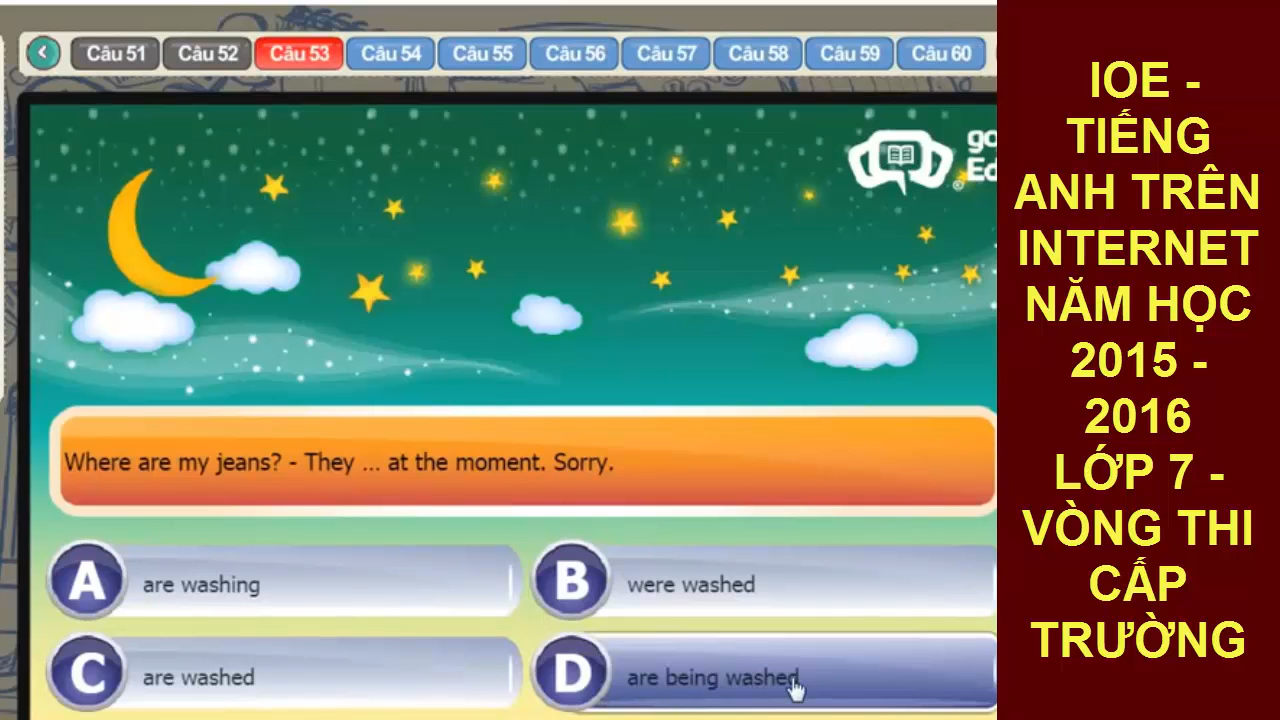 Câu 51 Câu 52 Câu 53 Câu 54 Câu 55 Câu 56 Câu 57 Câu 58 Câu 59 Câu 60
Where are my jeans? - They ... at the moment. Sorry.
A are washing
B were washed
C are washed
D are being washed
IOE -
TIẾNG
ANH TRÊN
INTERNET
NĂM HỌC
2015 -
2016
LỚP 7 -
VÒNG THI
CẤP
TRƯỜNG